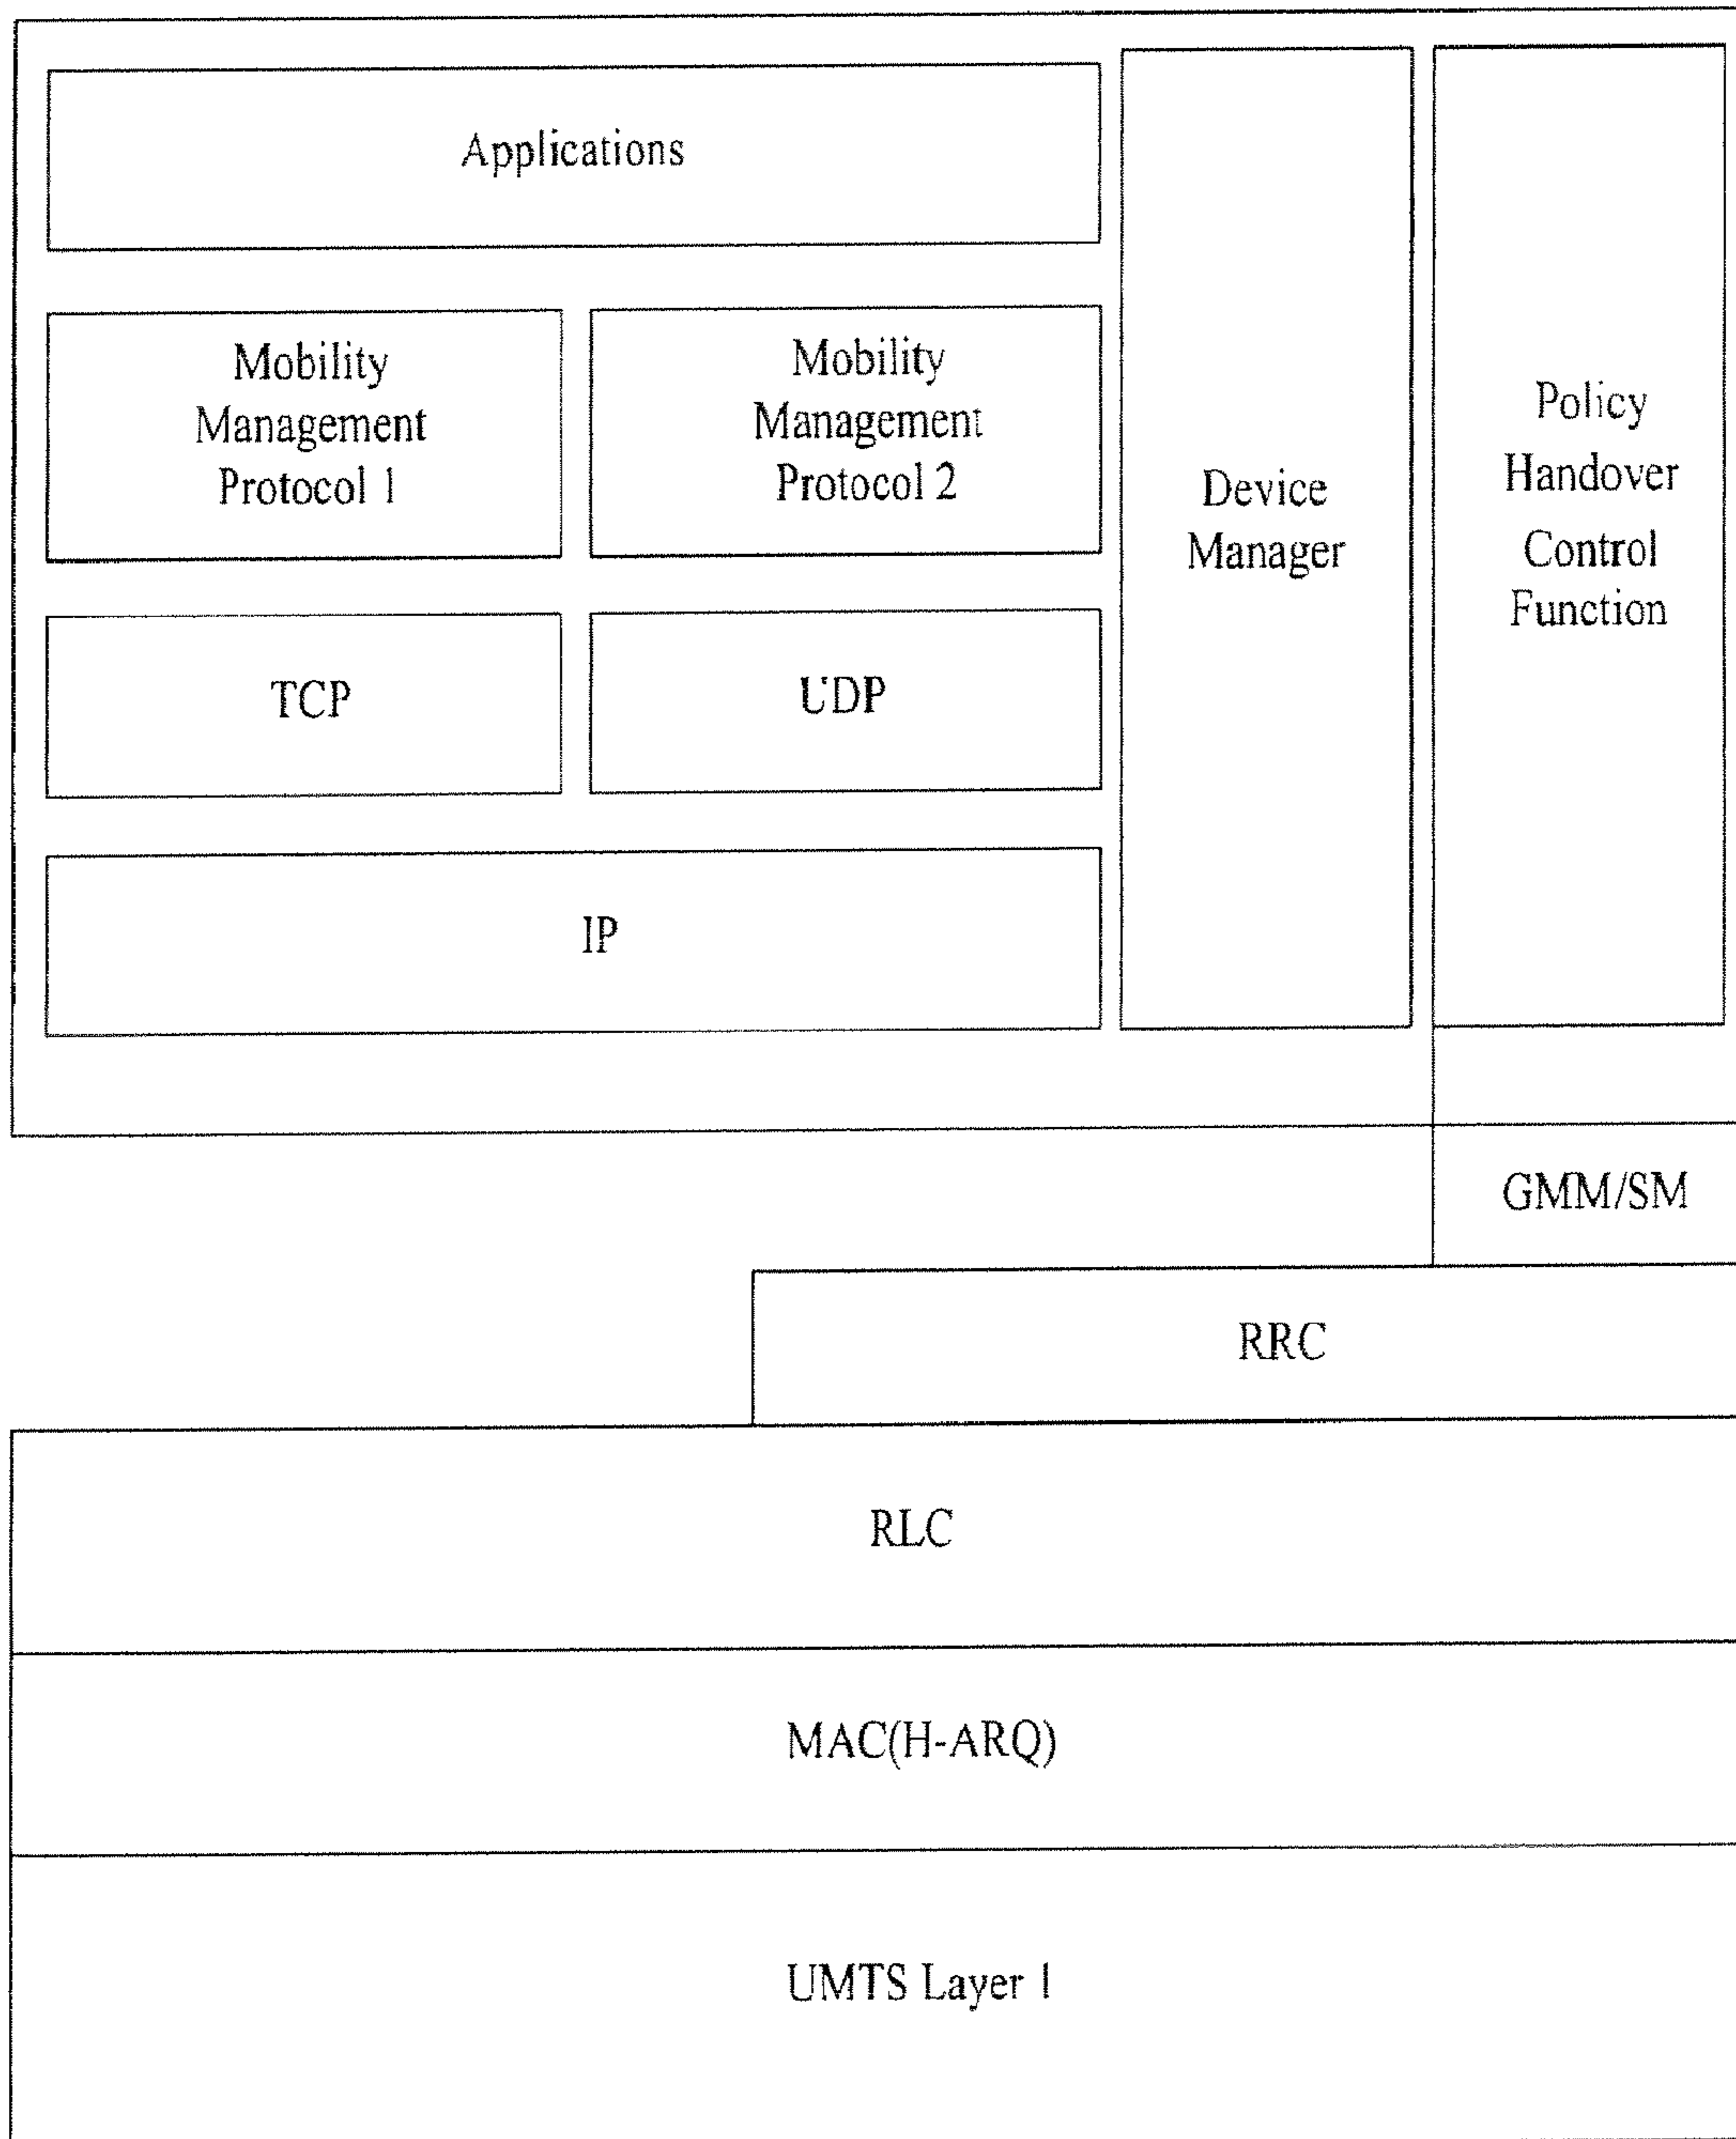 Applications
Mobility
Management
Protocol 1
Mobility
Management
Protocol 2
Device
Manager
Policy
Handover
Control
Function
TCP
UDP
IP
GMM/SM
RRC
RLC
MAC(H-ARQ)
UMTS Layer 1